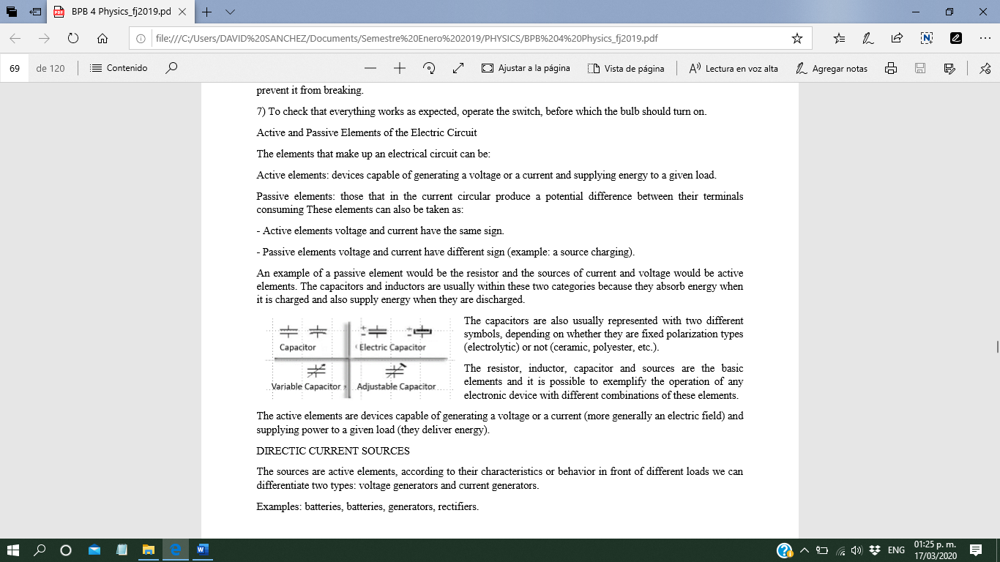 BPB 4 Physics_fj2019.pd
file:///C:/Users/DAVID%20SANCHEZ/Documents/Semestre%20Enero%202019/PHYSICS/BPB%204%20Physics_fj2019.pdf
69 de 120 Contenido Ajustar a la página Vista de página Lectura en voz alta Agregar notas
prevent it from breaking.
7) To check that everything works as expected, operate the switch, before which the bulb should turn on.
Active and Passive Elements of the Electric Circuit
The elements that make up an electrical circuit can be:
Active elements: devices capable of generating a voltage or a current and supplying energy to a given load.
Passive elements: those that in the current circular produce a potential difference between their terminals
consuming These elements can also be taken as:
- Active elements voltage and current have the same sign.
- Passive elements voltage and current have different sign (example: a source charging).
An example of a passive element would be the resistor and the sources of current and voltage would be active
elements. The capacitors and inductors are usually within these two categories because they absorb energy when
it is charged and also supply energy when they are discharged.
Capacitor
Electric Capacitor
Variable Capacitor
Adjustable Capacitor
The capacitors are also usually represented with two different
symbols, depending on whether they are fixed polarization types
(electrolytic) or not (ceramic, polyester, etc.).
The resistor, inductor, capacitor and sources are the basic
elements and it is possible to exemplify the operation of any
electronic device with different combinations of these elements.
The active elements are devices capable of generating a voltage or a current (more generally an electric field) and
supplying power to a given load (they deliver energy).
DIRECTIC CURRENT SOURCES
The sources are active elements, according to their characteristics or behavior in front of different loads we can
differentiate two types: voltage generators and current generators.
Examples: batteries, batteries, generators, rectifiers.
ENG
01:25 p. m.
17/03/2020